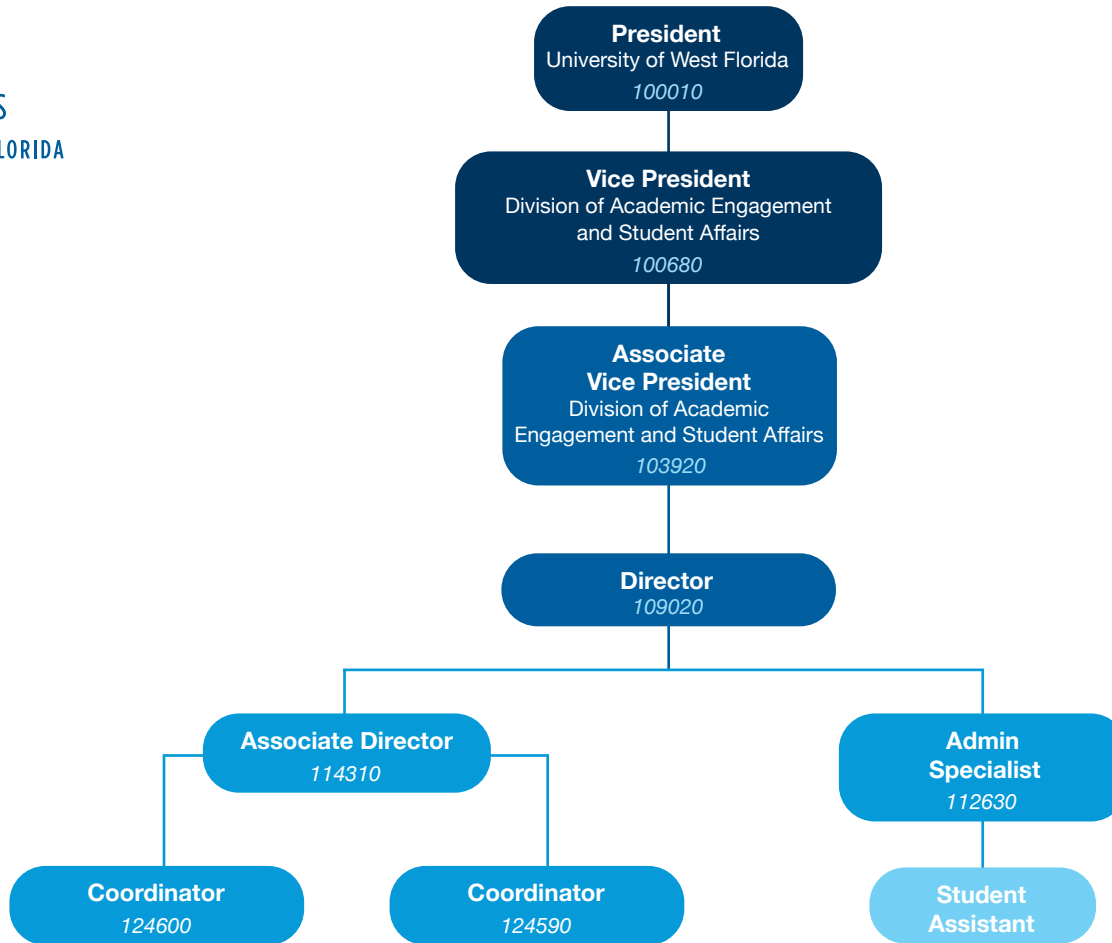 President
University of West Florida
100010
S
LORIDA
Vice President
Division of Academic Engagement
and Student Affairs
100680
Associate
Vice President
Division of Academic
Engagement and Student Affairs
103920
Director
109020
Associate Director
114310
Admin
Specialist
112630
Coordinator
124600
Coordinator
124590
Student
Assistant